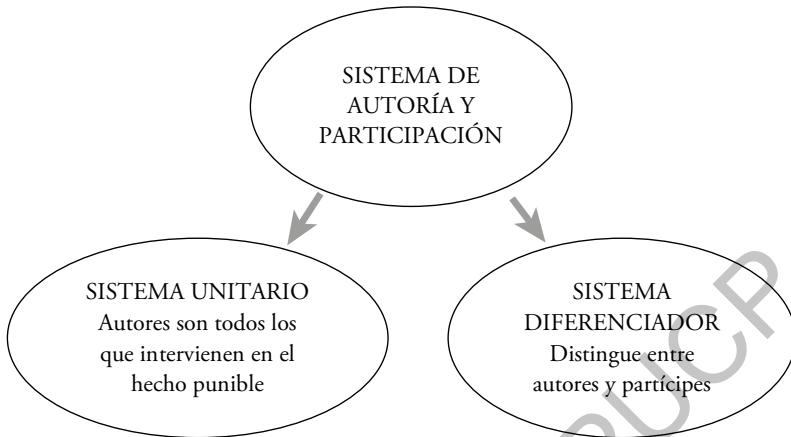 SISTEMA DE
AUTORÍA Y
PARTICIPACIÓN
SISTEMA UNITARIO
Autores son todos los
que intervienen en el
hecho punible
SISTEMA
DIFERENCIADOR
Distingue entre
autores y partícipes
PUCP